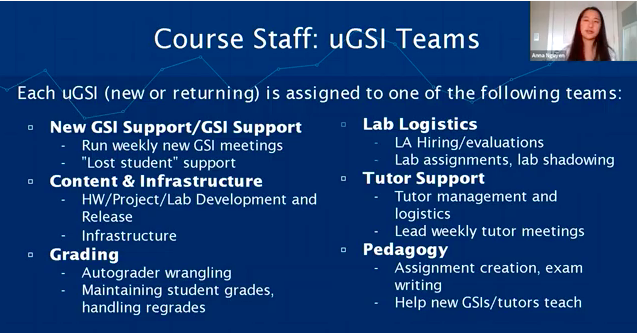 Course Staff: uGSI Teams
Anna Nguyen
Each uGSI (new or returning) is assigned to one of the following teams:
New GSI Support/GSI Support
- Run weekly new GSI meetings
- "Lost student" support
Content & Infrastructure
- HW/Project/Lab Development and
Release
- Infrastructure
Grading
- Autograder wrangling
- Maintaining student grades,
handling regrades
Lab Logistics
- LA Hiring/evaluations
- Lab assignments, lab shadowing
Tutor Support
- Tutor management and
logistics
- Lead weekly tutor meetings
Pedagogy
- Assignment creation, exam
writing
- Help new GSIs/tutors teach